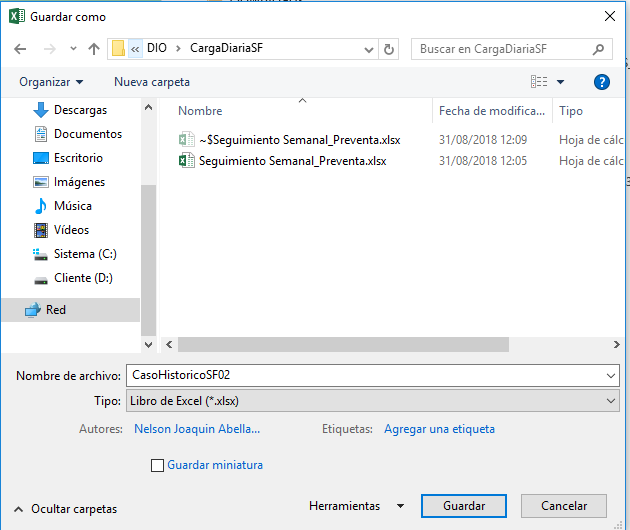 Guardar como
« DIO > CargaDiariaSF
Buscar en CargaDiariaSF
Organizar
Nueva carpeta
?
Nombre
Fecha de modifica...
Tipo
Descargas
Documentos
Escritorio
Imágenes
Música
Vídeos
Sistema (C:)
Cliente (D:)
Red
~$Seguimiento Semanal_Preventa.xlsx 31/08/2018 12:09 Hoja de cálc
Seguimiento Semanal_Preventa.xlsx 31/08/2018 12:05 Hoja de cálc
Nombre de archivo: CasoHistoricoSF02
Tipo: Libro de Excel (*.xlsx)
Autores: Nelson Joaquin Abella... Etiquetas: Agregar una etiqueta
Guardar miniatura
Ocultar carpetas
Herramientas
Guardar
Cancelar